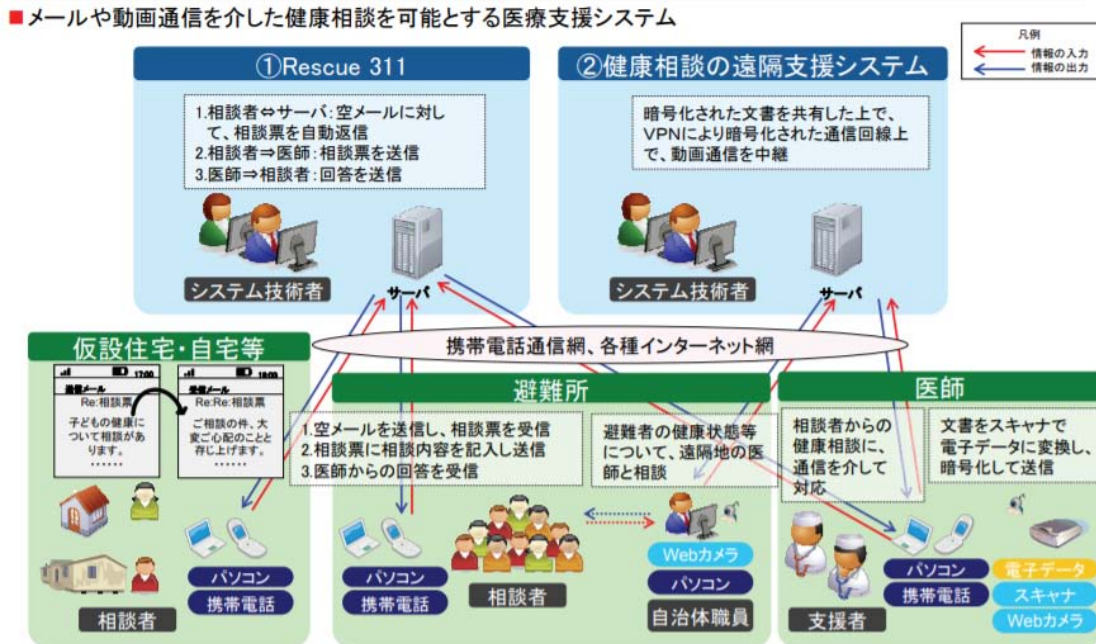 ■メールや動画通信を介した健康相談を可能とする医療支援システム
凡例
情報の入力
情報の出力
①Rescue 311
1.相談者⇔サーバ:空メールに対し
て、相談票を自動返信
2.相談者⇒医師:相談票を送信
3.医師⇒相談者:回答を送信
システム技術者
サーバ
②健康相談の遠隔支援システム
暗号化された文書を共有した上で、
VPNにより暗号化された通信回線上
で、動画通信を中継
システム技術者
サーバ
携帯電話通信網、各種インターネット網
仮設住宅・自宅等
17:00
送信メール
Re:相談票
子どもの健康に
ついて相談があ
ります。
……
18:00
受信メール
Re:Re:相談票
ご相談の件、大
変ご心配のことと
存じ上げます。
……
パソコン
携帯電話
相談者
避難所
1.空メールを送信し、相談票を受信
2.相談票に相談内容を記入し送信
3.医師からの回答を受信
避難者の健康状態等
について、遠隔地の医
師と相談
パソコン
携帯電話
相談者
Webカメラ
パソコン
自治体職員
医師
相談者からの
健康相談に、
通信を介して
対応
文書をスキャナで
電子データに変換し、
暗号化して送信
支援者
パソコン
携帯電話
電子データ
スキャナ
Webカメラ